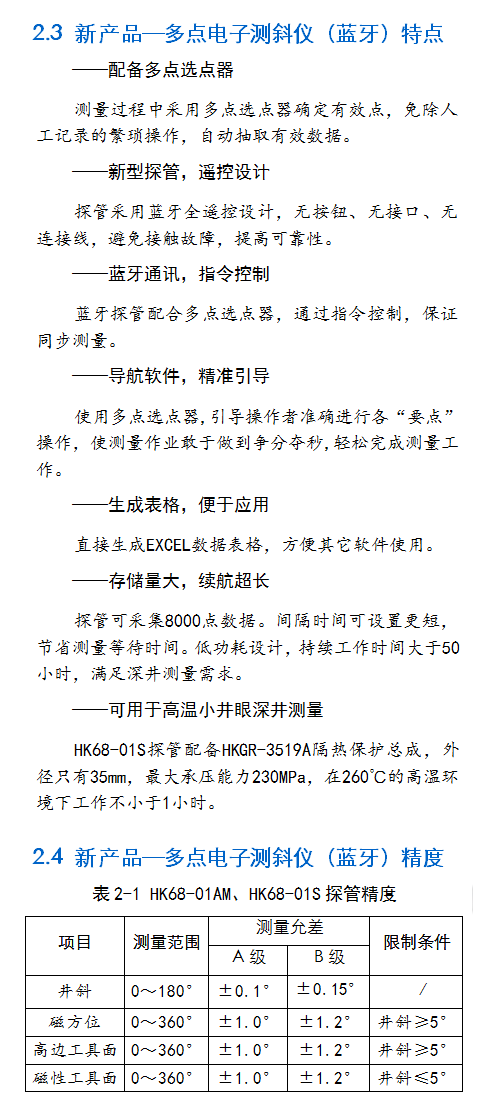 2.3 新产品—多点电子测斜仪（蓝牙）特点
——配备多点选点器
测量过程中采用多点选点器确定有效点，免除人
工记录的繁琐操作，自动抽取有效数据。
——新型探管，遥控设计
探管采用蓝牙全遥控设计，无按钮、无接口、无
连接线，避免接触故障，提高可靠性。
——蓝牙通讯，指令控制
蓝牙探管配合多点选点器，通过指令控制，保证
同步测量。
——导航软件，精准引导
使用多点选点器,引导操作者准确进行各“要点”
操作，使测量作业敢于做到争分夺秒,轻松完成测量工
作。
——生成表格，便于应用
直接生成EXCEL数据表格，方便其它软件使用。
——存储量大，续航超长
探管可采集8000点数据。间隔时间可设置更短，
节省测量等待时间。低功耗设计，持续工作时间大于50
小时，满足深井测量需求。
——可用于高温小井眼深井测量
HK68-01S探管配备HKGR-3519A隔热保护总成，外
径只有35mm，最大承压能力230MPa，在260℃的高温环
境下工作不小于1小时。
2.4 新产品—多点电子测斜仪（蓝牙）精度
表 2-1 HK68-01AM、HK68-01S 探管精度
项目 测量范围 测量允差 限制条件
A 级 B 级
井斜 0～180° ±0.1° ±0.15° /
磁方位 0～360° ±1.0° ±1.2° 井斜≥5°
高边工具面 0～360° ±1.0° ±1.2° 井斜≥5°
磁性工具面 0～360° ±1.0° ±1.2° 井斜≤5°